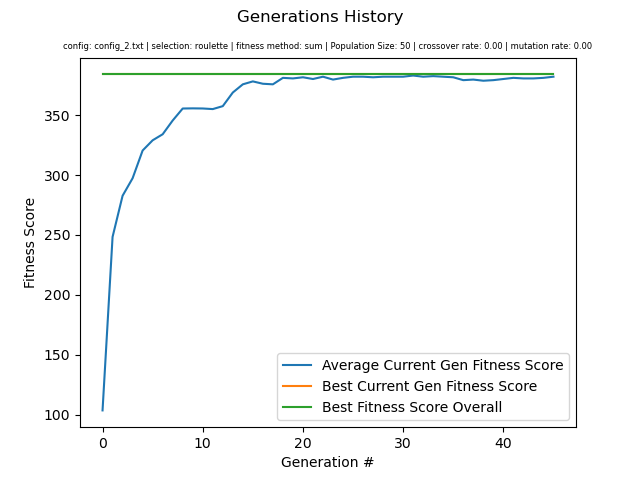 Generations History
config: config_2.txt | selection: roulette | fitness method: sum | Population Size: 50 | crossover rate: 0.00 | mutation rate: 0.00
350
300
250
200
150
100
Fitness Score
Average Current Gen Fitness Score
Best Current Gen Fitness Score
Best Fitness Score Overall
0 10 20 30 40
Generation #